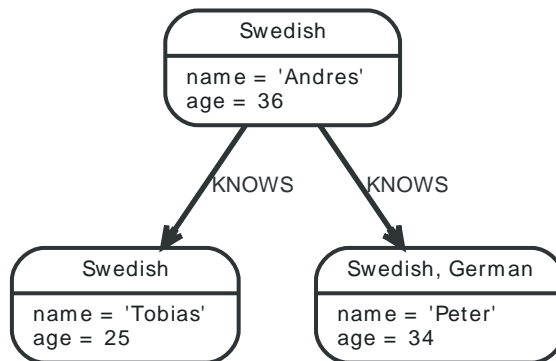 Swedish
name = 'Andres'
age = 36
KNOWS
KNOWS
Swedish
name = 'Tobias'
age = 25
Swedish, German
name = 'Peter'
age = 34